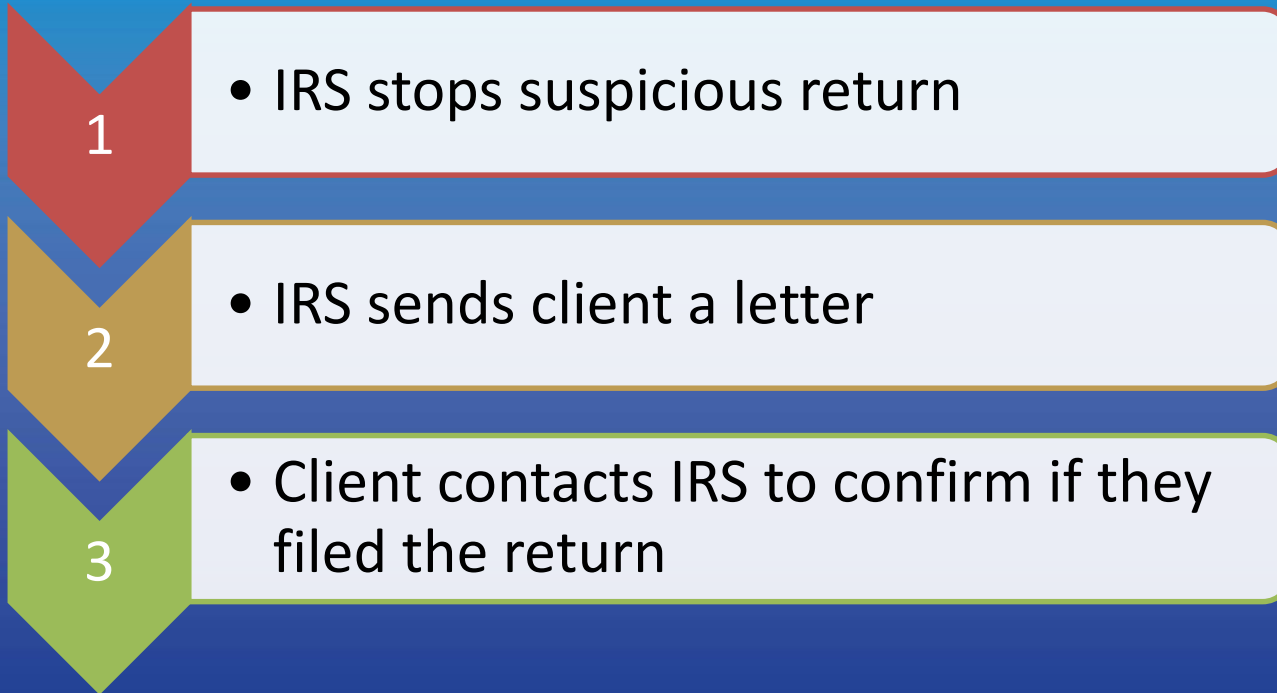 1
• IRS stops suspicious return
2
• IRS sends client a letter
3
• Client contacts IRS to confirm if they
filed the return